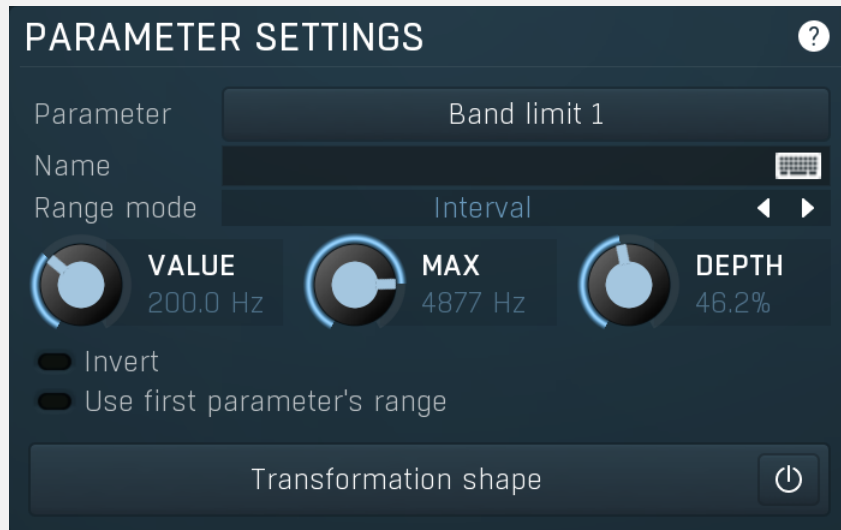 PARAMETER SETTINGS ?
Parameter Band limit 1
Name
Range mode Interval
VALUE MAX DEPTH
200.0 Hz 4877 Hz 46.2%
Invert
Use first parameter's range
Transformation shape